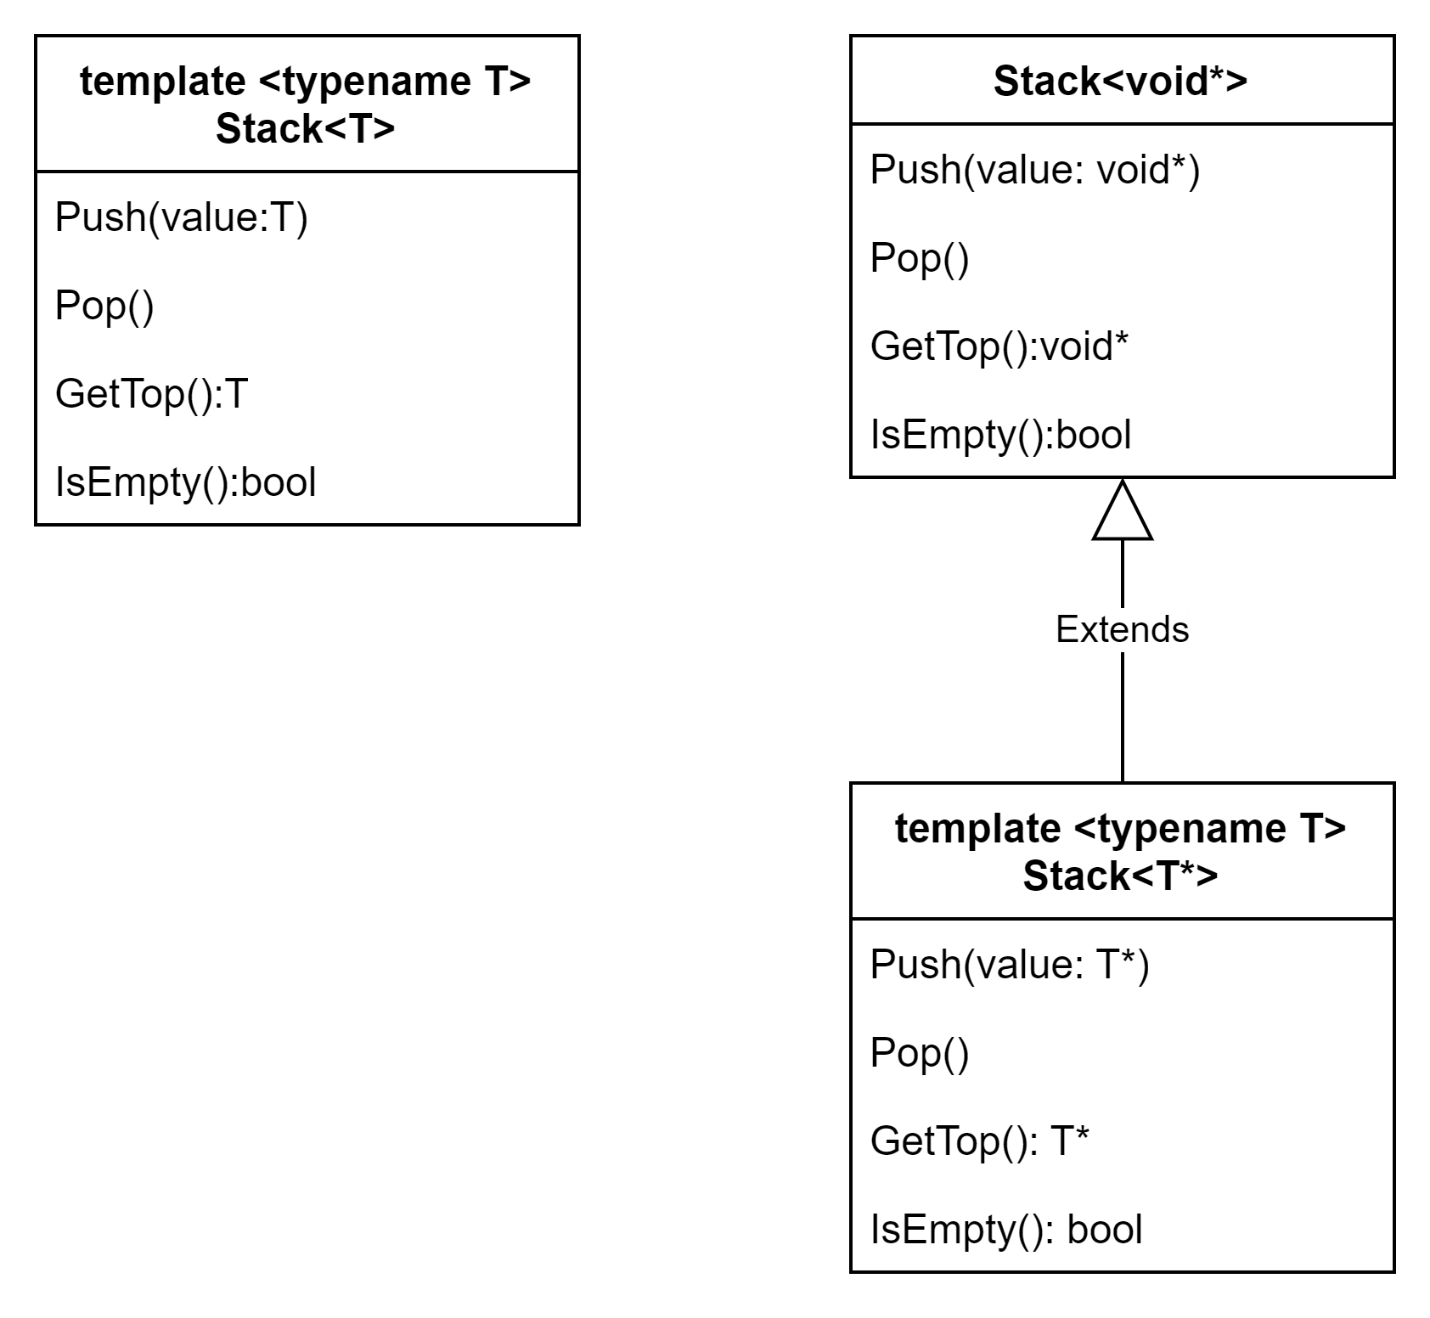 template <typename T>
Stack<T>
Push(value:T)
Pop()
GetTop():T
IsEmpty():bool
Stack<void*>
Push(value: void*)
Pop()
GetTop():void*
IsEmpty():bool
Extends
template <typename T>
Stack<T*>
Push(value: T*)
Pop()
GetTop(): T*
IsEmpty(): bool